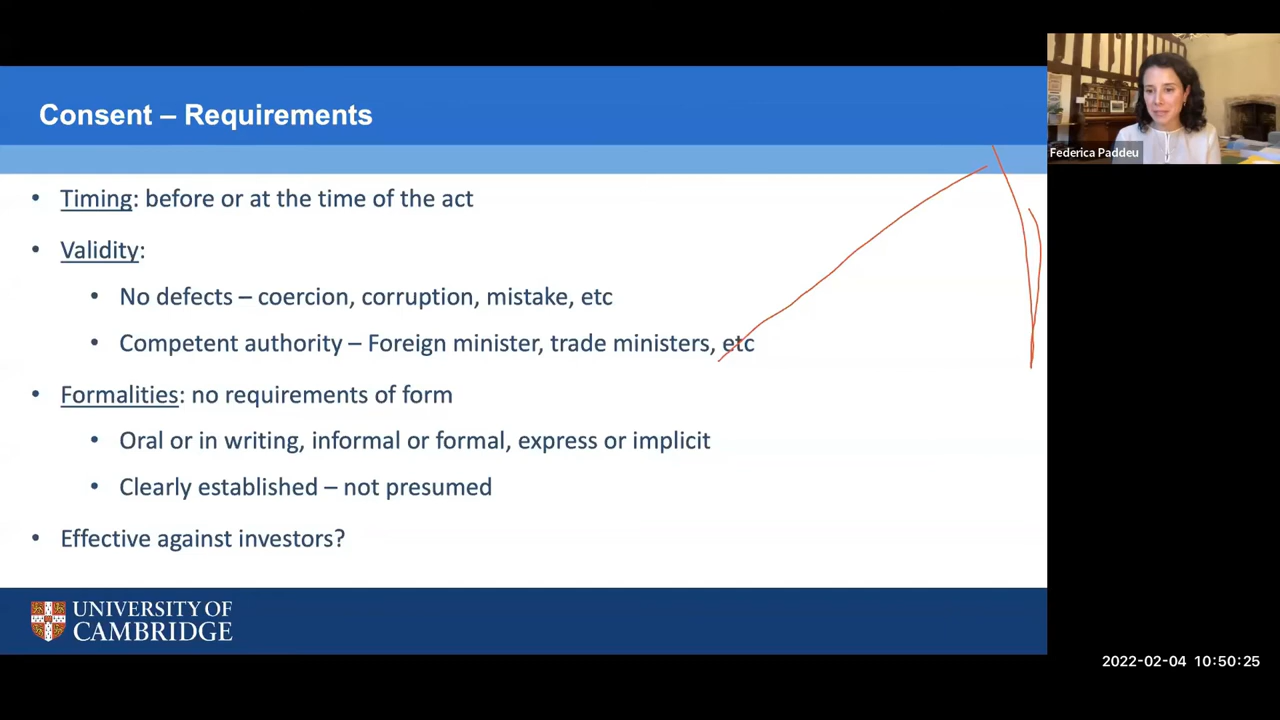 Consent – Requirements
Federica Paddeu
• Timing: before or at the time of the act
• Validity:
• No defects – coercion, corruption, mistake, etc
• Competent authority – Foreign minister, trade ministers, etc
• Formalities: no requirements of form
• Oral or in writing, informal or formal, express or implicit
• Clearly established – not presumed
• Effective against investors?
UNIVERSITY OF
CAMBRIDGE
2022-02-04 10:50:25